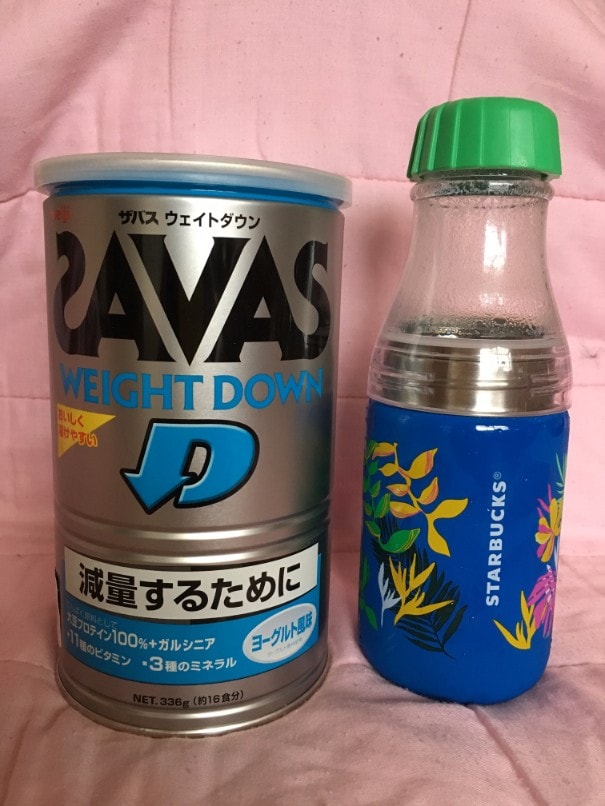 meiji
ザバス ウェイトダウン
SAVAS
WEIGHT DOWN
おいしく
溶けやすい
D
減量するために
大豆プロテイン100%+ガルシニア
・11種のビタミン ・3種のミネラル
ヨーグルト風味
NET.336g (約16食分)
STARBUCKS®